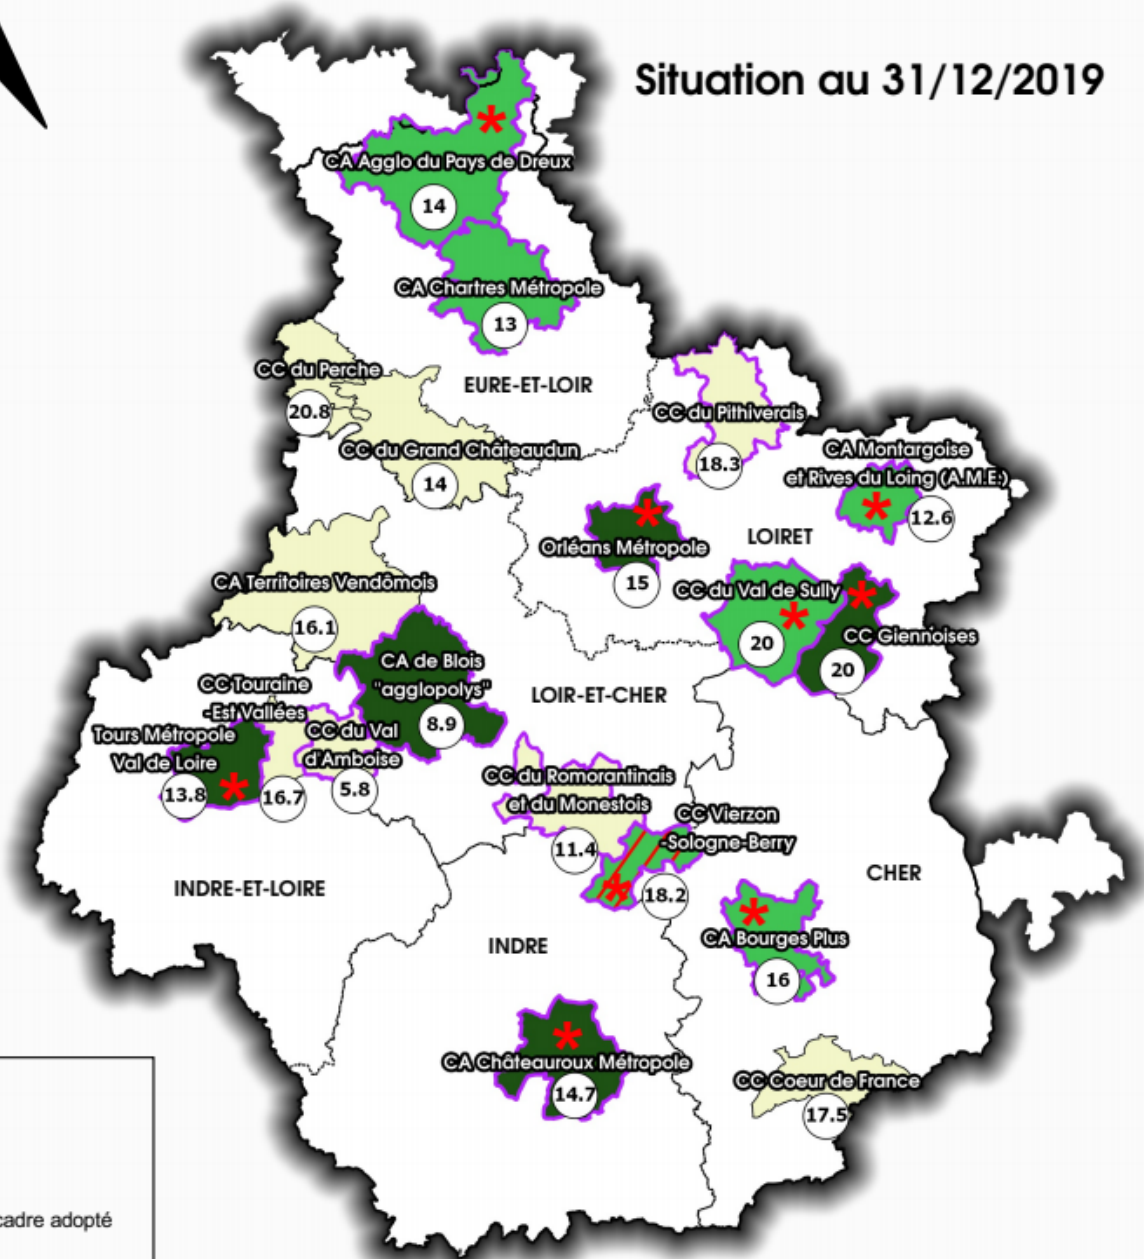 Situation au 31/12/2019
CA Agglo du Pays de Dreux
14
CA Chartres Métropole
13
CC du Perche
20.8
EURE-ET-LOIR
CC du Grand Châteaudun
14
CC du Pithiverais
18.3
CA Montargoise
et Rives du Loing (A.M.E.)
12.6
Orléans Métropole
15
LOIRET
CC du Val de Sully
20
CC Giennoises
20
CA Territoires Vendômois
16.1
CA de Blois
"agglopolys"
8.9
LOIR-ET-CHER
CC Touraine
-Est Vallées
16.7
Tours Métropole
Val de Loire
13.8
CC du Val
d'Amboise
5.8
CC du Romorantinais
et du Monestois
11.4
CC Vierzon
-Sologne-Berry
18.2
CHER
INDRE-ET-LOIRE
INDRE
CA Bourges Plus
16
CA Châteauroux Métropole
14.7
CC Coeur de France
17.5
cadre adopté